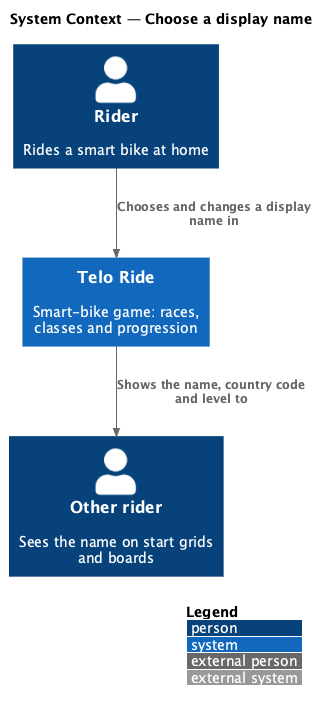 System Context — Choose a display name
Rider
Rides a smart bike at home
Chooses and changes a display
name in
Telo Ride
Smart-bike game: races,
classes and progression
Shows the name, country code
and level to
Other rider
Sees the name on start grids
and boards
Legend
person
system
external person
external system